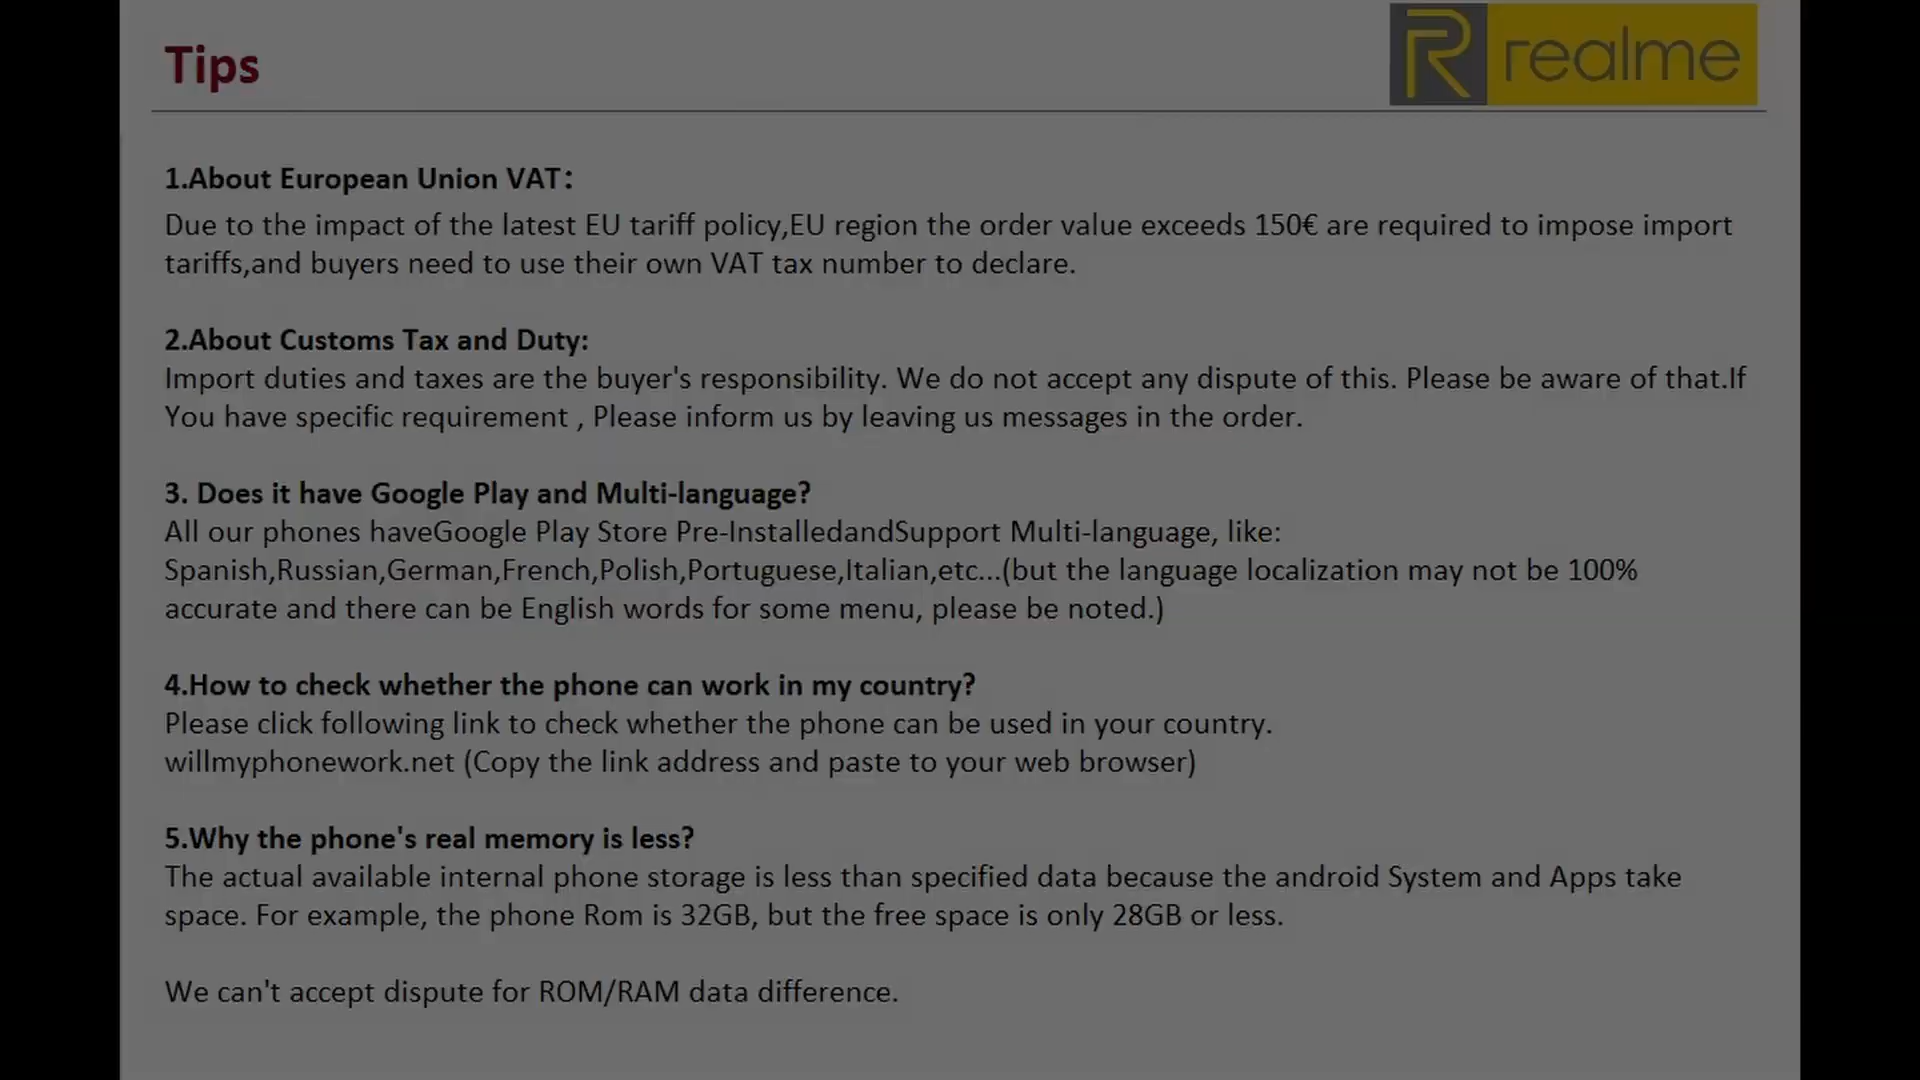 Tips
R realme
1.About European Union VAT:
Due to the impact of the latest EU tariff policy,EU region the order value exceeds 150€ are required to impose import
tariffs,and buyers need to use their own VAT tax number to declare.
2.About Customs Tax and Duty:
Import duties and taxes are the buyer's responsibility. We do not accept any dispute of this. Please be aware of that.If
You have specific requirement , Please inform us by leaving us messages in the order.
3. Does it have Google Play and Multi-language?
All our phones haveGoogle Play Store Pre-InstalledandSupport Multi-language, like:
Spanish,Russian,German,French,Polish,Portuguese,Italian,etc...(but the language localization may not be 100%
accurate and there can be English words for some menu, please be noted.)
4.How to check whether the phone can work in my country?
Please click following link to check whether the phone can be used in your country.
willmyphonework.net (Copy the link address and paste to your web browser)
5.Why the phone's real memory is less?
The actual available internal phone storage is less than specified data because the android System and Apps take
space. For example, the phone Rom is 32GB, but the free space is only 28GB or less.
We can't accept dispute for ROM/RAM data difference.